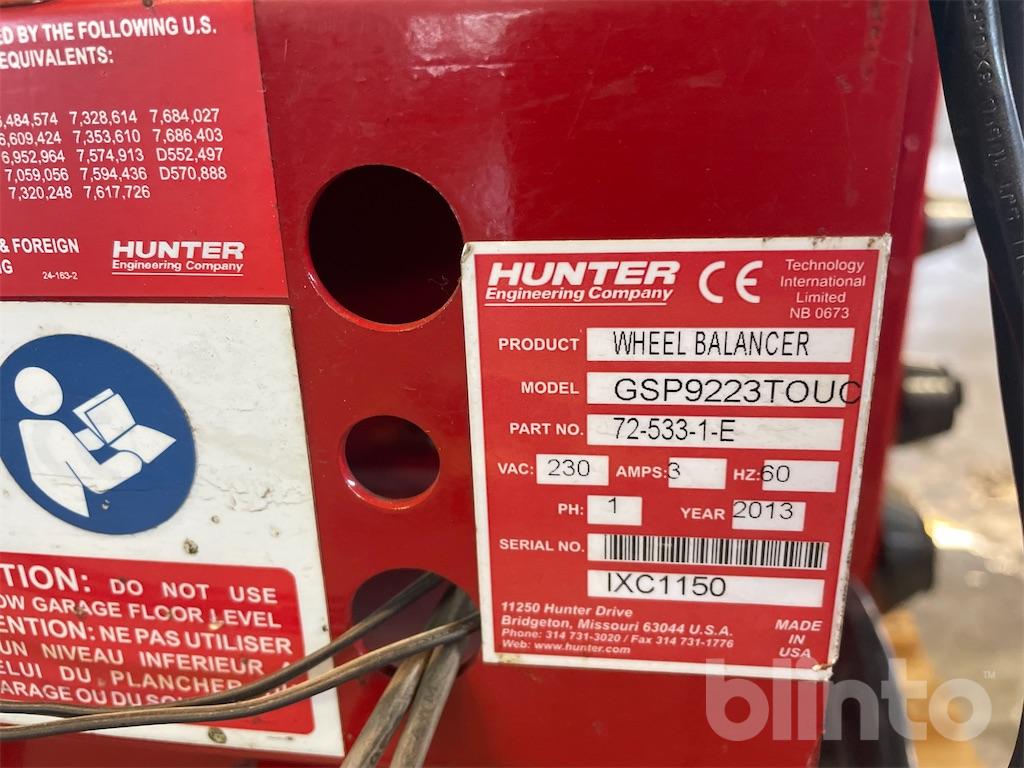 ED BY THE FOLLOWING U.S.
EQUIVALENTS:
6,484,574 7,328,614 7,684,027
6,609,424 7,353,610 7,686,403
6,952,964 7,574,913 D552,497
7,059,056 7,594,436 D570,888
7,320,248 7,617,726
& FOREIGN
NG
24-163-2
HUNTER
Engineering Company
TION: DO NOT USE
OW GARAGE FLOOR LEVEL
TENTION: NE PAS UTILISER
UN NIVEAU INFERIEUR A
CELUI DU PLANCHER
GARAGE OU DU
HUNTER
Engineering Company
CE
Technology
International
Limited
NB 0673
PRODUCT WHEEL BALANCER
MODEL GSP9223TOUC
PART NO. 72-533-1-E
VAC: 230 AMPS: 3 HZ: 60
PH: 1 YEAR 2013
SERIAL NO.
IXC1150
11250 Hunter Drive
Bridgeton, Missouri 63044 U.S.A.
Phone: 314 731-3020 / Fax 314 731-1776
Web: www.hunter.com
MADE
IN
USA
blinto